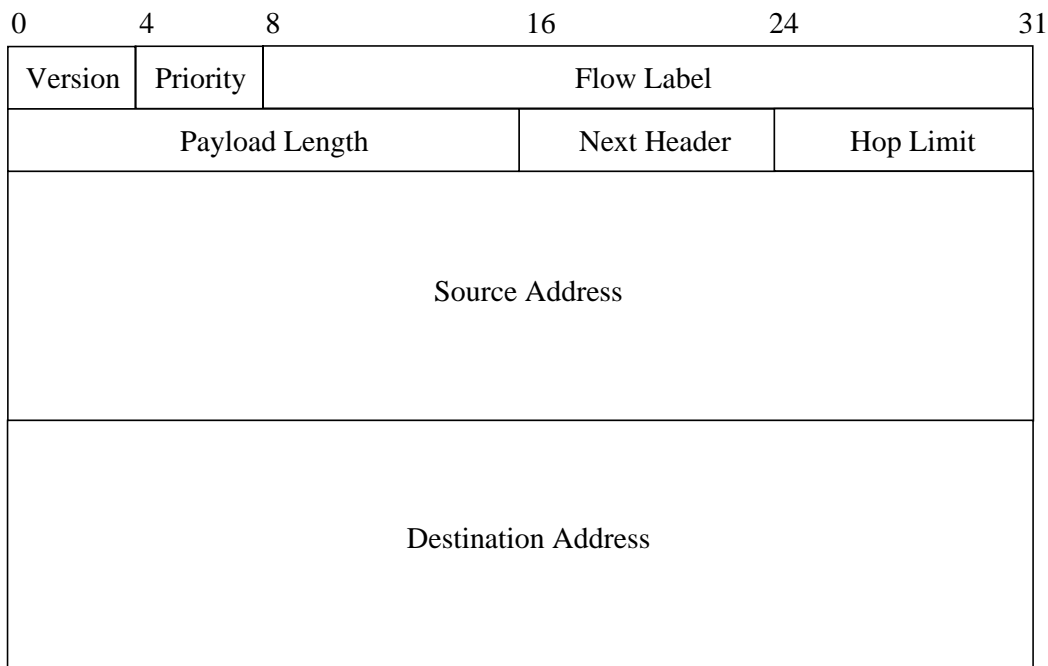 0 4 8 16 24 31
Version Priority Flow Label
Payload Length Next Header Hop Limit
Source Address
Destination Address